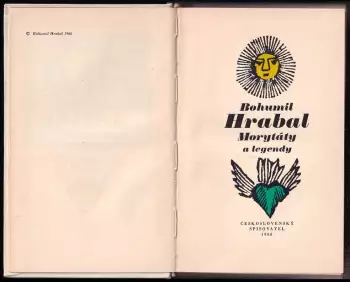 © Bohumil Hrabal 1968
Bohumil
Hrabal
Morytáty
a legendy
ČESKOSLOVENSKÝ
SPISOVATEL
1968